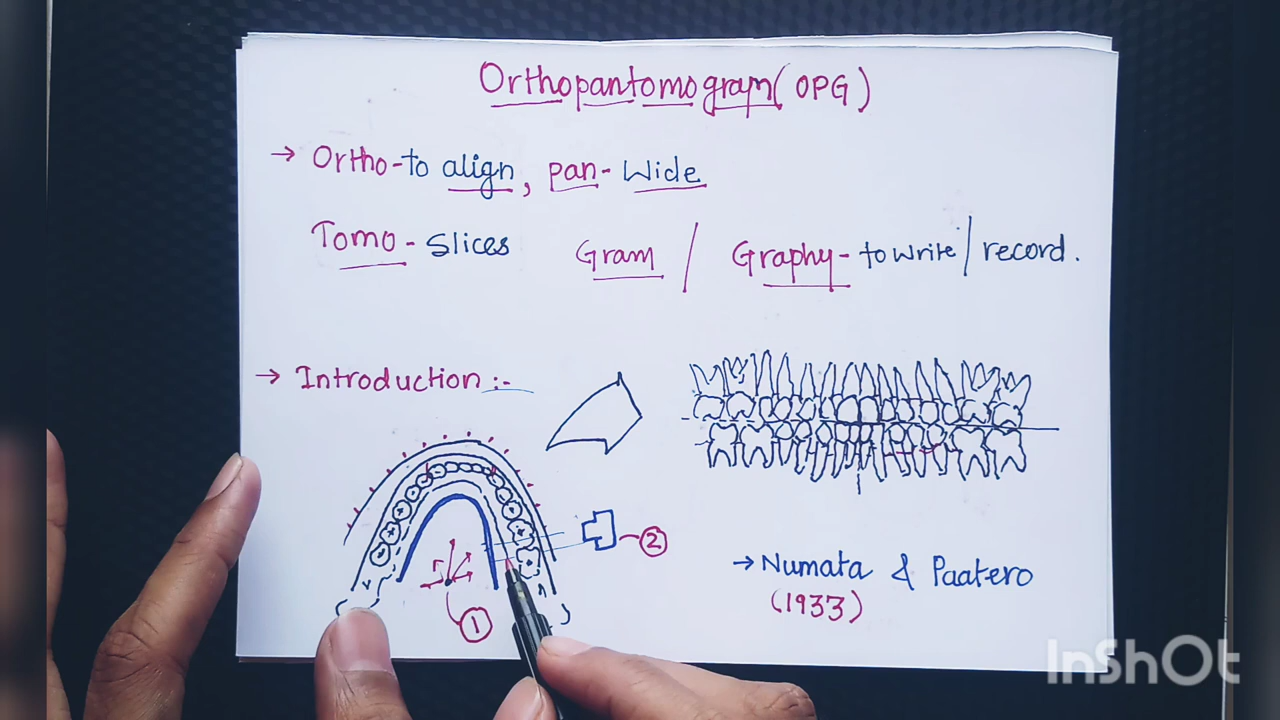 Orthopantomogram (OPG)
→ Ortho - to align, pan - Wide
Tomo - Slices Gram / Graphy - to write / record.
→ Introduction :-
2
→ Numata & Paatero
(1933)
1
InShOt